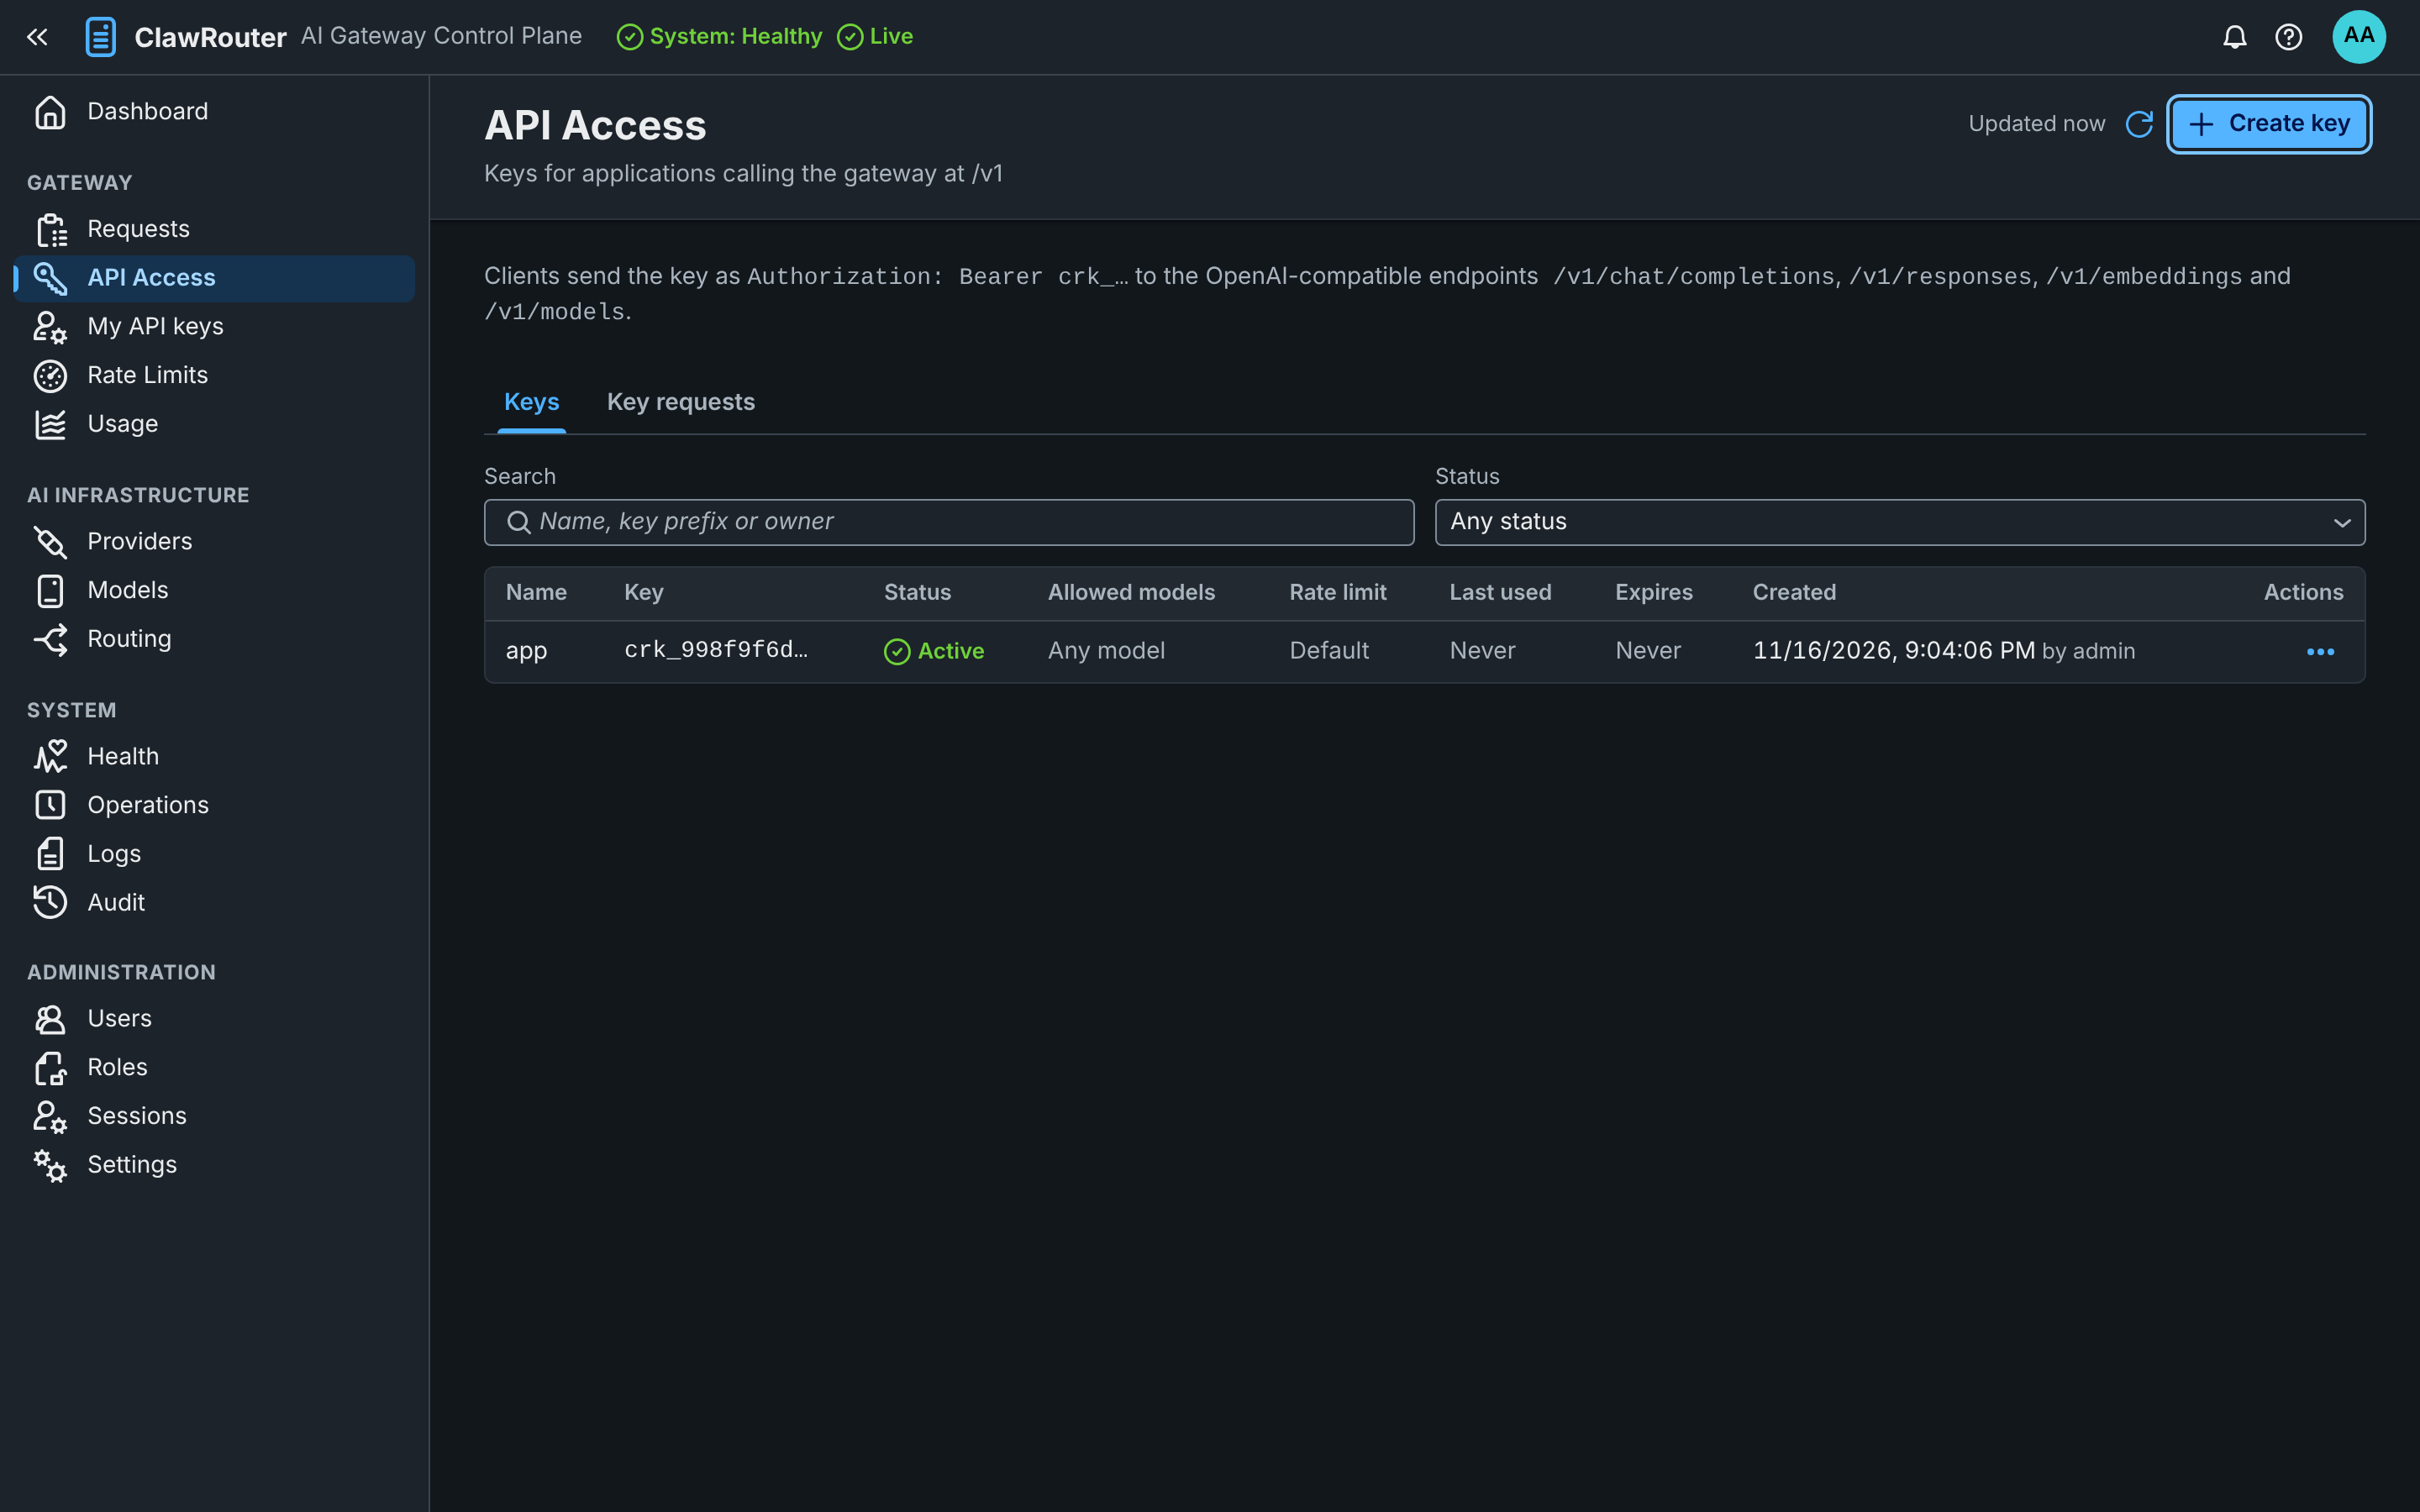 ClawRouter AI Gateway Control Plane System: Healthy Live AA
Dashboard
GATEWAY
Requests
API Access
My API keys
Rate Limits
Usage
AI INFRASTRUCTURE
Providers
Models
Routing
SYSTEM
Health
Operations
Logs
Audit
ADMINISTRATION
Users
Roles
Sessions
Settings
API Access
Updated now Create key
Keys for applications calling the gateway at /v1
Clients send the key as Authorization: Bearer crk_… to the OpenAI-compatible endpoints /v1/chat/completions, /v1/responses, /v1/embeddings and
/v1/models.
Keys Key requests
Search Status
Name, key prefix or owner Any status
Name Key Status Allowed models Rate limit Last used Expires Created Actions
app crk_998f9f6d… Active Any model Default Never Never 11/16/2026, 9:04:06 PM by admin